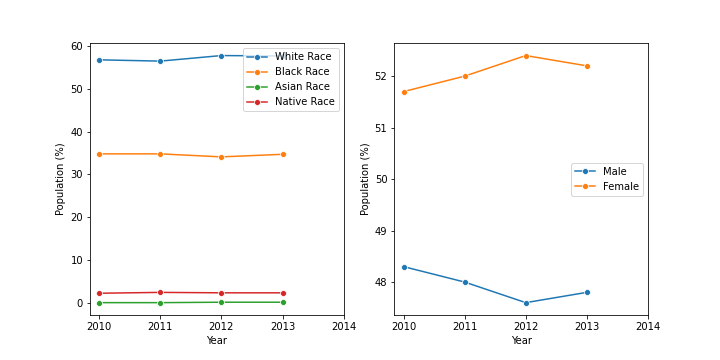 60
50
40
30
20
10
0
Population (%)
2010 2011 2012 2013 2014
Year
White Race
Black Race
Asian Race
Native Race
52
51
50
49
48
Population (%)
2010 2011 2012 2013 2014
Year
Male
Female